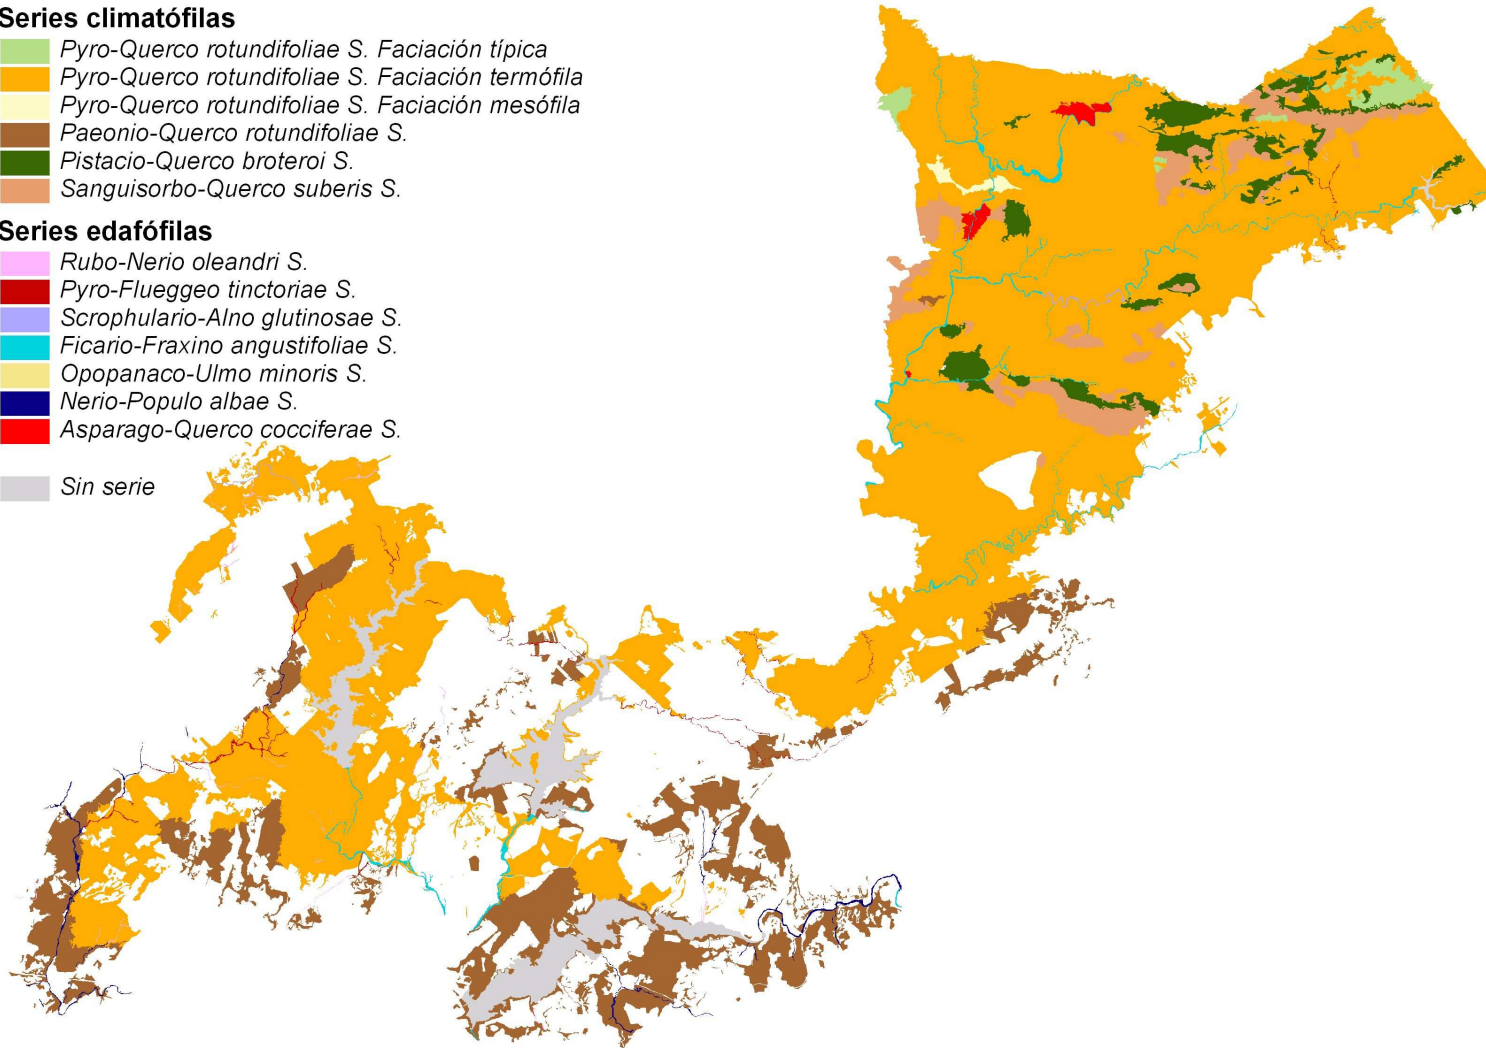 Series climatófilas
Pyro-Querco rotundifoliae S. Faciación típica
Pyro-Querco rotundifoliae S. Faciación termófila
Pyro-Querco rotundifoliae S. Faciación mesófila
Paeonio-Querco rotundifoliae S.
Pistacio-Querco broteroi S.
Sanguisorbo-Querco suberis S.
Series edafófilas
Rubo-Nerio oleandri S.
Pyro-Flueggeo tinctoriae S.
Scrophulario-Alno glutinosae S.
Ficario-Fraxino angustifoliae S.
Opopanaco-Ulmo minoris S.
Nerio-Populo albae S.
Asparago-Querco cocciferae S.
Sin serie